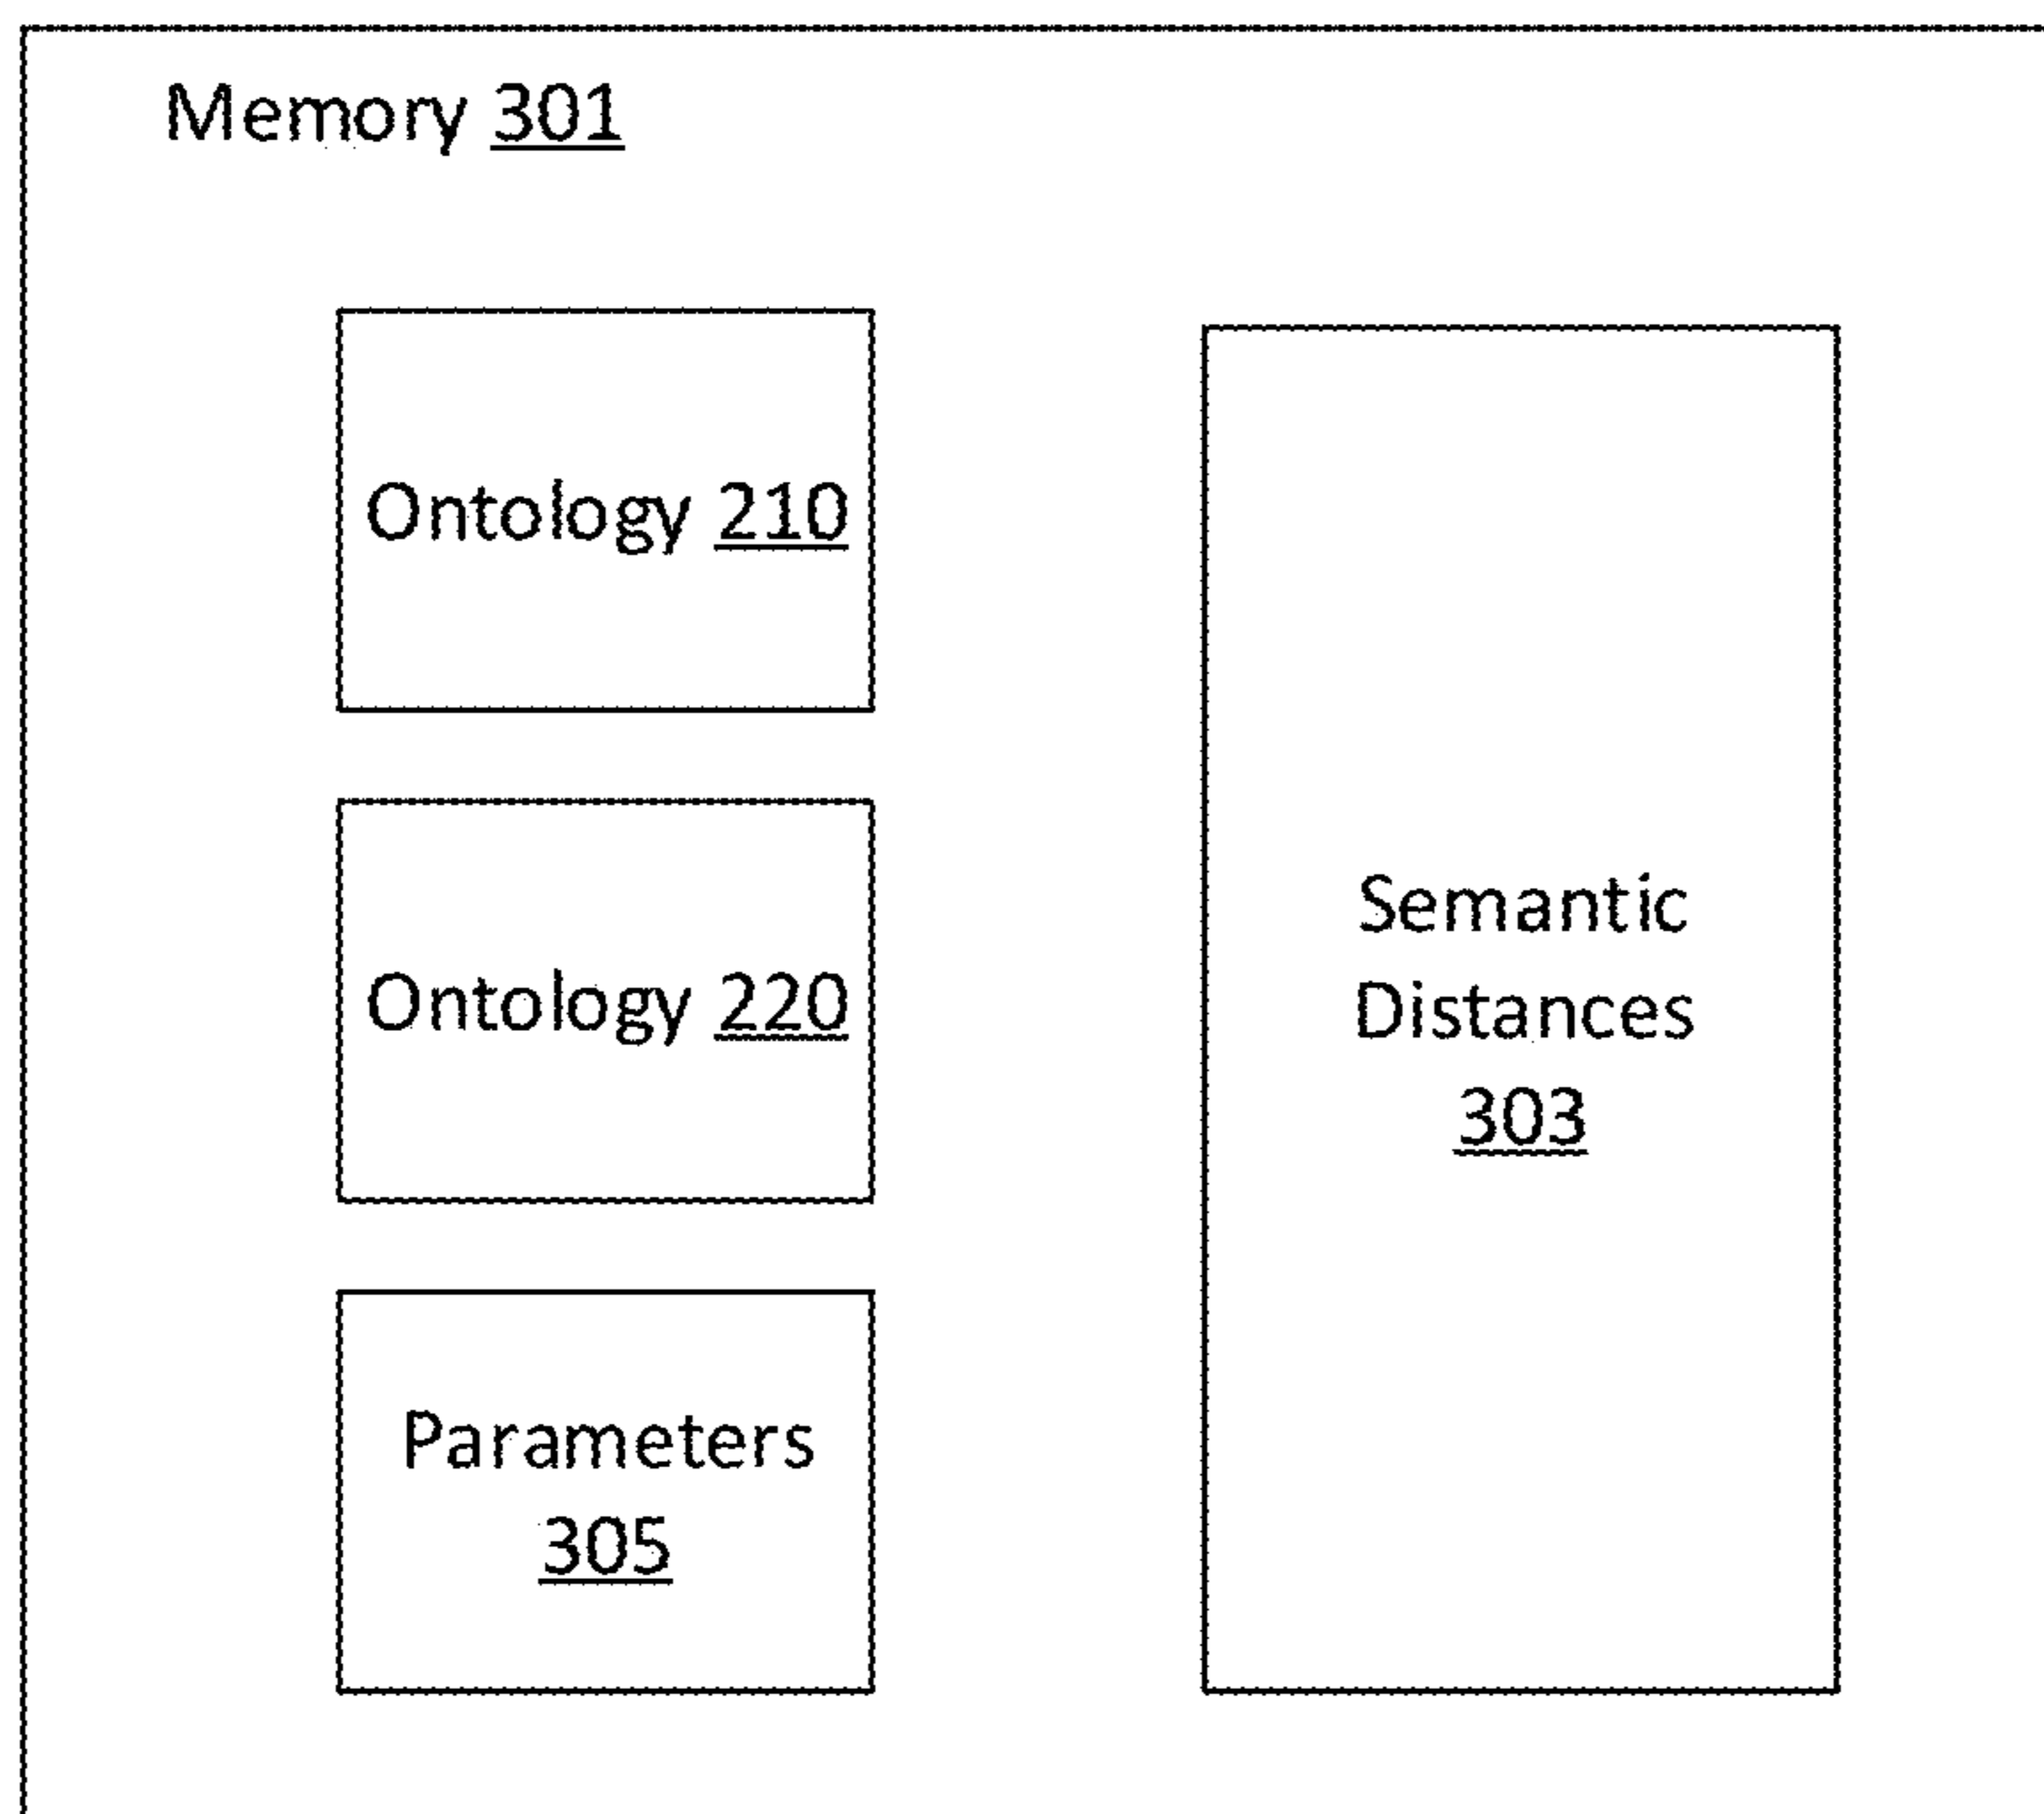 Memory 301
Ontology 210
Ontology 220
Parameters
305
Semantic
Distances
303